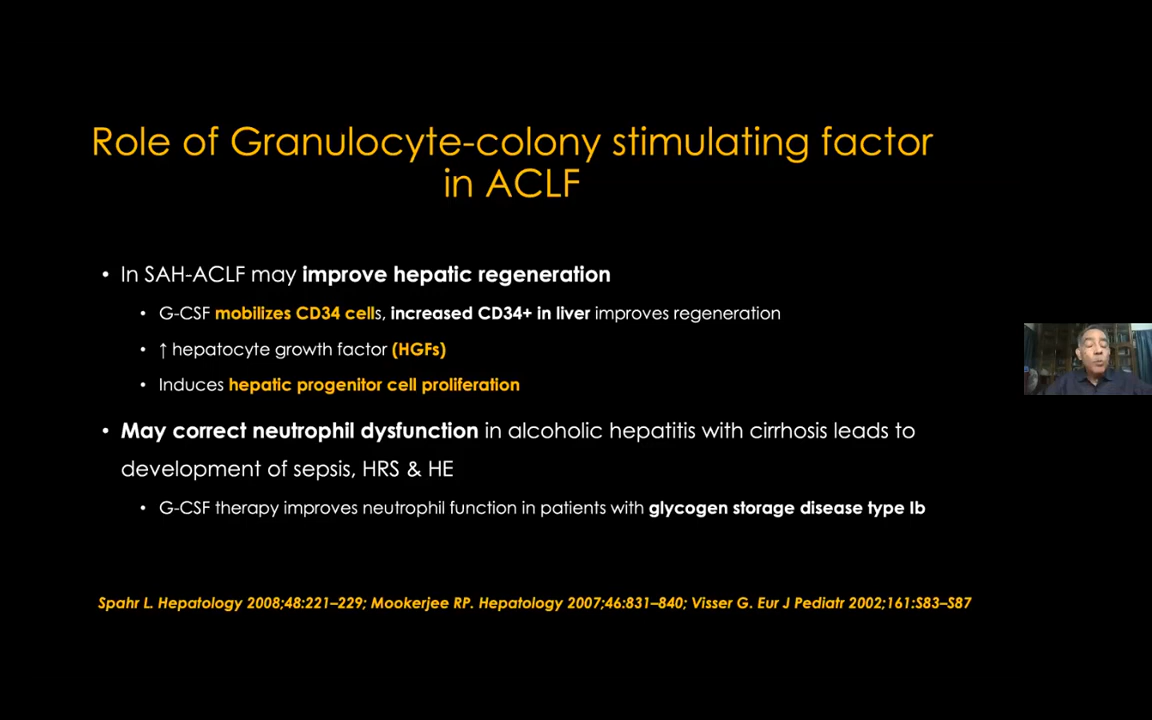 Role of Granulocyte-colony stimulating factor
in ACLF
• In SAH-ACLF may improve hepatic regeneration
• G-CSF mobilizes CD34 cells, increased CD34+ in liver improves regeneration
• ↑ hepatocyte growth factor (HGFs)
• Induces hepatic progenitor cell proliferation
• May correct neutrophil dysfunction in alcoholic hepatitis with cirrhosis leads to
development of sepsis, HRS & HE
• G-CSF therapy improves neutrophil function in patients with glycogen storage disease type Ib
Spahr L. Hepatology 2008;48:221–229; Mookerjee RP. Hepatology 2007;46:831–840; Visser G. Eur J Pediatr 2002;161:S83–S87